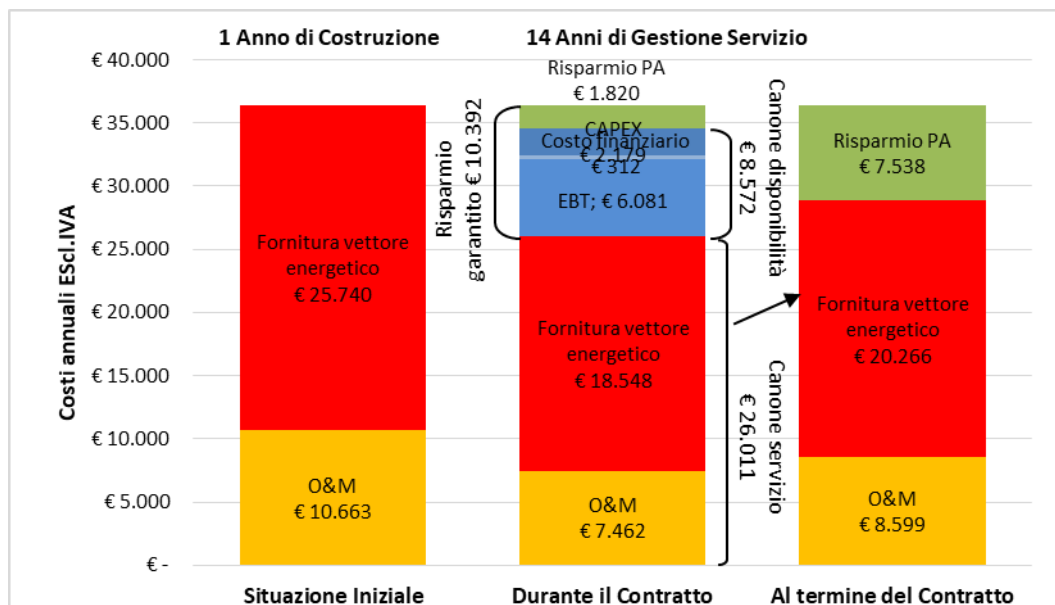 1 Anno di Costruzione
14 Anni di Gestione Servizio
Costi annuali EScl.IVA
€ 40.000
€ 35.000
€ 30.000
€ 25.000
€ 20.000
€ 15.000
€ 10.000
€ 5.000
€ -
Fornitura vettore
energetico
€ 25.740
O&M
€ 10.663
Situazione Iniziale
Risparmio
garantito € 10.392
Risparmio PA
€ 1.820
CAPEX
€ 2.179
Costo finanziario
€ 312
EBT; € 6.081
Fornitura vettore
energetico
€ 18.548
O&M
€ 7.462
Durante il Contratto
Canone disponibilità
€ 8.572
Canone servizio
€ 26.011
Risparmio PA
€ 7.538
Fornitura vettore
energetico
€ 20.266
O&M
€ 8.599
Al termine del Contratto